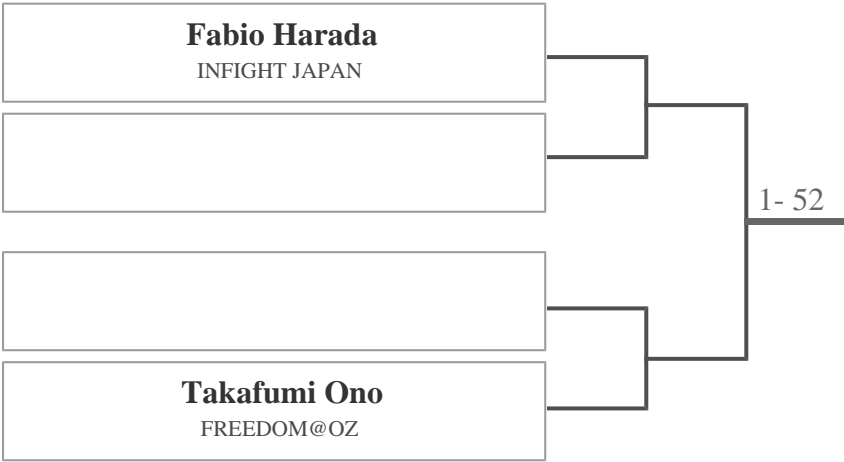 Fabio Harada
INFIGHT JAPAN
1- 52
Takafumi Ono
FREEDOM@OZ